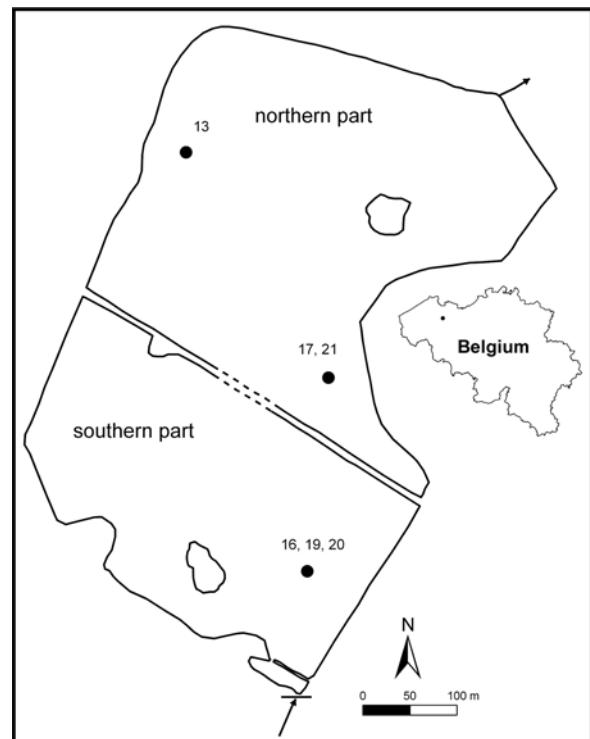 13
northern part
17, 21
Belgium
southern part
16, 19, 20
N
0 50 100 m